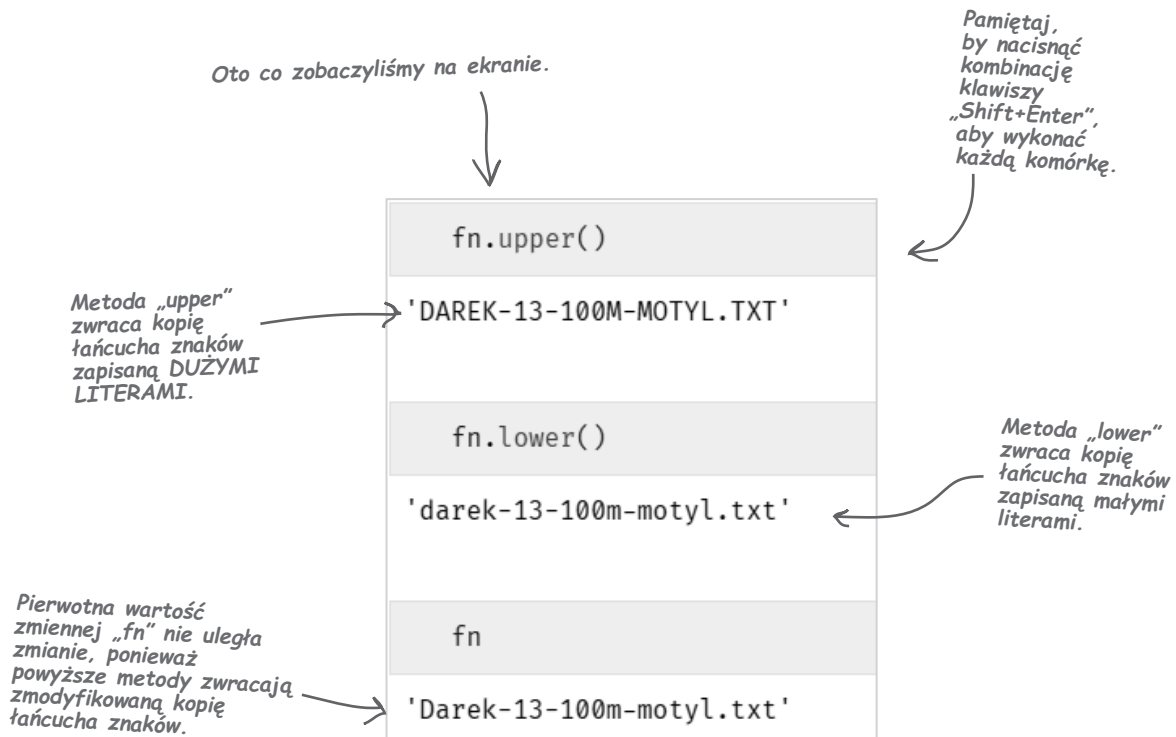 Oto co zobaczyliśmy na ekranie.
Pamiętaj,
by nacisnąć
kombinację
klawiszy
„Shift+Enter”,
aby wykonać
każdą komórkę.
fn.upper()
Metoda „upper”
zwraca kopię
łańcucha znaków
zapisaną DUŻYMI
LITERAMI.
'DAREK-13-100M-MOTYL.TXT'
fn.lower()
Metoda „lower”
zwraca kopię
łańcucha znaków
zapisaną małymi
literami.
'darek-13-100m-motyl.txt'
fn
Pierwotna wartość
zmiennej „fn” nie uległa
zmianie, ponieważ
powyższe metody zwracają
zmodyfikowaną kopię
łańcucha znaków.
'Darek-13-100m-motyl.txt'